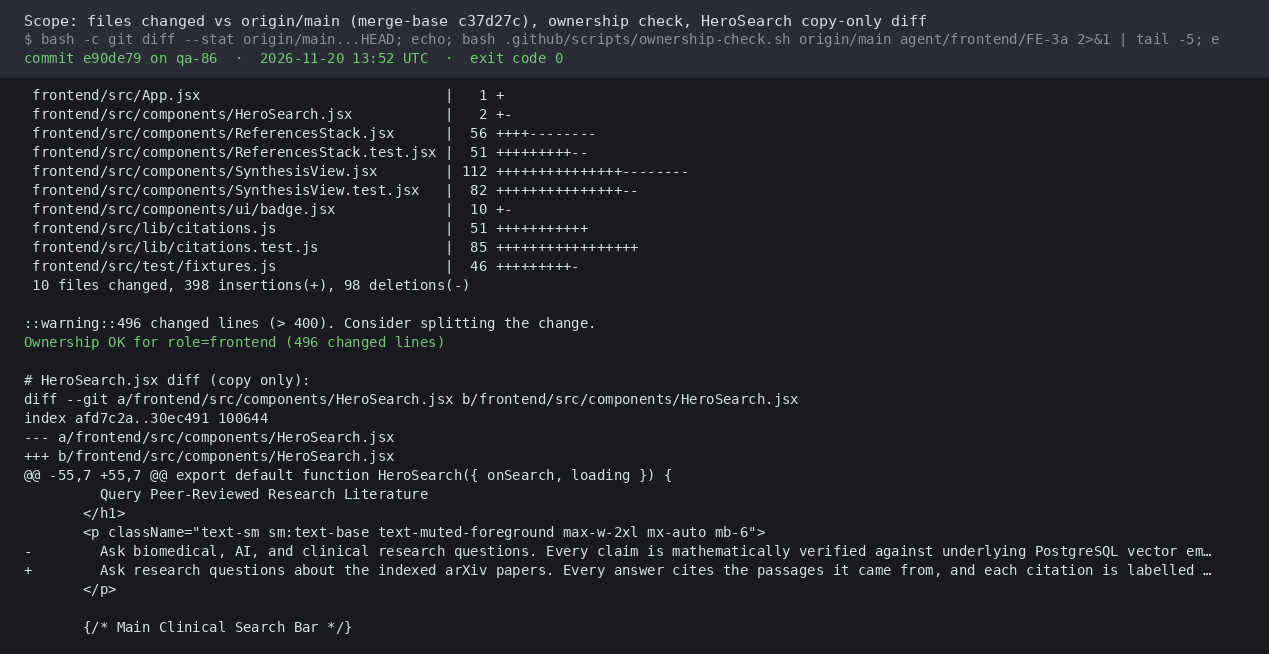 Scope: files changed vs origin/main (merge-base c37d27c), ownership check, HeroSearch copy-only diff
$ bash -c git diff --stat origin/main...HEAD; echo; bash .github/scripts/ownership-check.sh origin/main agent/frontend/FE-3a 2>&1 | tail -5; e
commit e90de79 on qa-86  ·  2026-11-20 13:52 UTC  ·  exit code 0
 frontend/src/App.jsx                             |   1 +
 frontend/src/components/HeroSearch.jsx           |   2 +-
 frontend/src/components/ReferencesStack.jsx      |  56 ++++--------
 frontend/src/components/ReferencesStack.test.jsx |  51 +++++++++--
 frontend/src/components/SynthesisView.jsx        | 112 +++++++++++++++--------
 frontend/src/components/SynthesisView.test.jsx   |  82 +++++++++++++++--
 frontend/src/components/ui/badge.jsx             |  10 +-
 frontend/src/lib/citations.js                    |  51 +++++++++++
 frontend/src/lib/citations.test.js               |  85 +++++++++++++++++
 frontend/src/test/fixtures.js                    |  46 +++++++++-
 10 files changed, 398 insertions(+), 98 deletions(-)
::warning::496 changed lines (> 400). Consider splitting the change.
Ownership OK for role=frontend (496 changed lines)
# HeroSearch.jsx diff (copy only):
diff --git a/frontend/src/components/HeroSearch.jsx b/frontend/src/components/HeroSearch.jsx
index afd7c2a..30ec491 100644
--- a/frontend/src/components/HeroSearch.jsx
+++ b/frontend/src/components/HeroSearch.jsx
@@ -55,7 +55,7 @@ export default function HeroSearch({ onSearch, loading }) {
         Query Peer-Reviewed Research Literature
       </h1>
       <p className="text-sm sm:text-base text-muted-foreground max-w-2xl mx-auto mb-6">
-        Ask biomedical, AI, and clinical research questions. Every claim is mathematically verified against underlying PostgreSQL vector em…
+        Ask research questions about the indexed arXiv papers. Every answer cites the passages it came from, and each citation is labelled …
       </p>
       {/* Main Clinical Search Bar */}